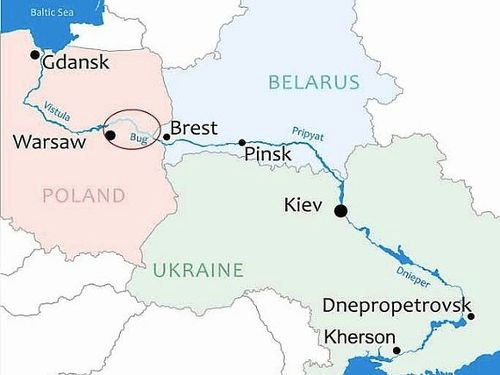 Baltic Sea
Gdansk
BELARUS
Vistula
Brest
Pripyat
Warsaw
Bug
Pinsk
POLAND
Kiev
UKRAINE
Dnieper
Dnepropetrovsk
Kherson